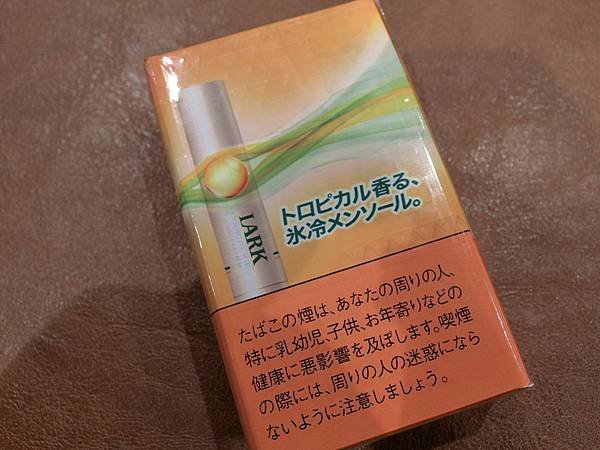 トロピカル香る、
氷冷メンソール。
LARK
たばこの煙は、あなたの周りの人、
特に乳幼児、子供、お年寄りなどの
健康に悪影響を及ぼします。喫煙
の際には、周りの人の迷惑になら
ないように注意しましょう。